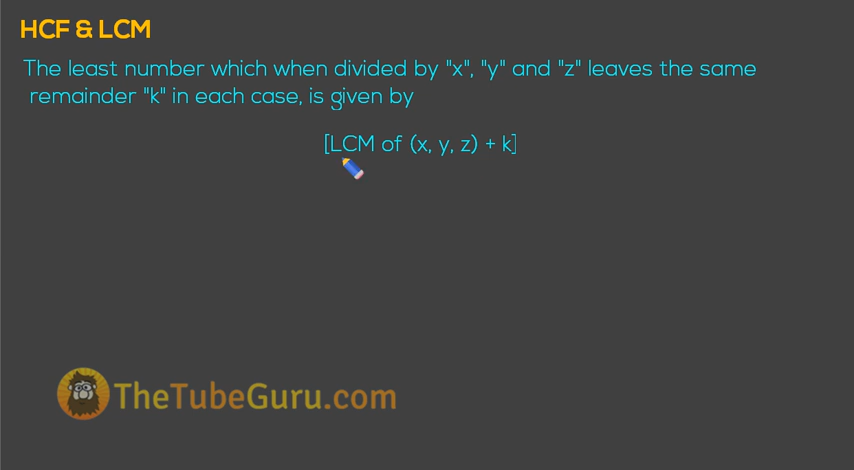 HCF & LCM
The least number which when divided by "x", "y" and "z" leaves the same
remainder "k" in each case, is given by
[LCM of (x, y, z) + k]
TheTubeGuru.com